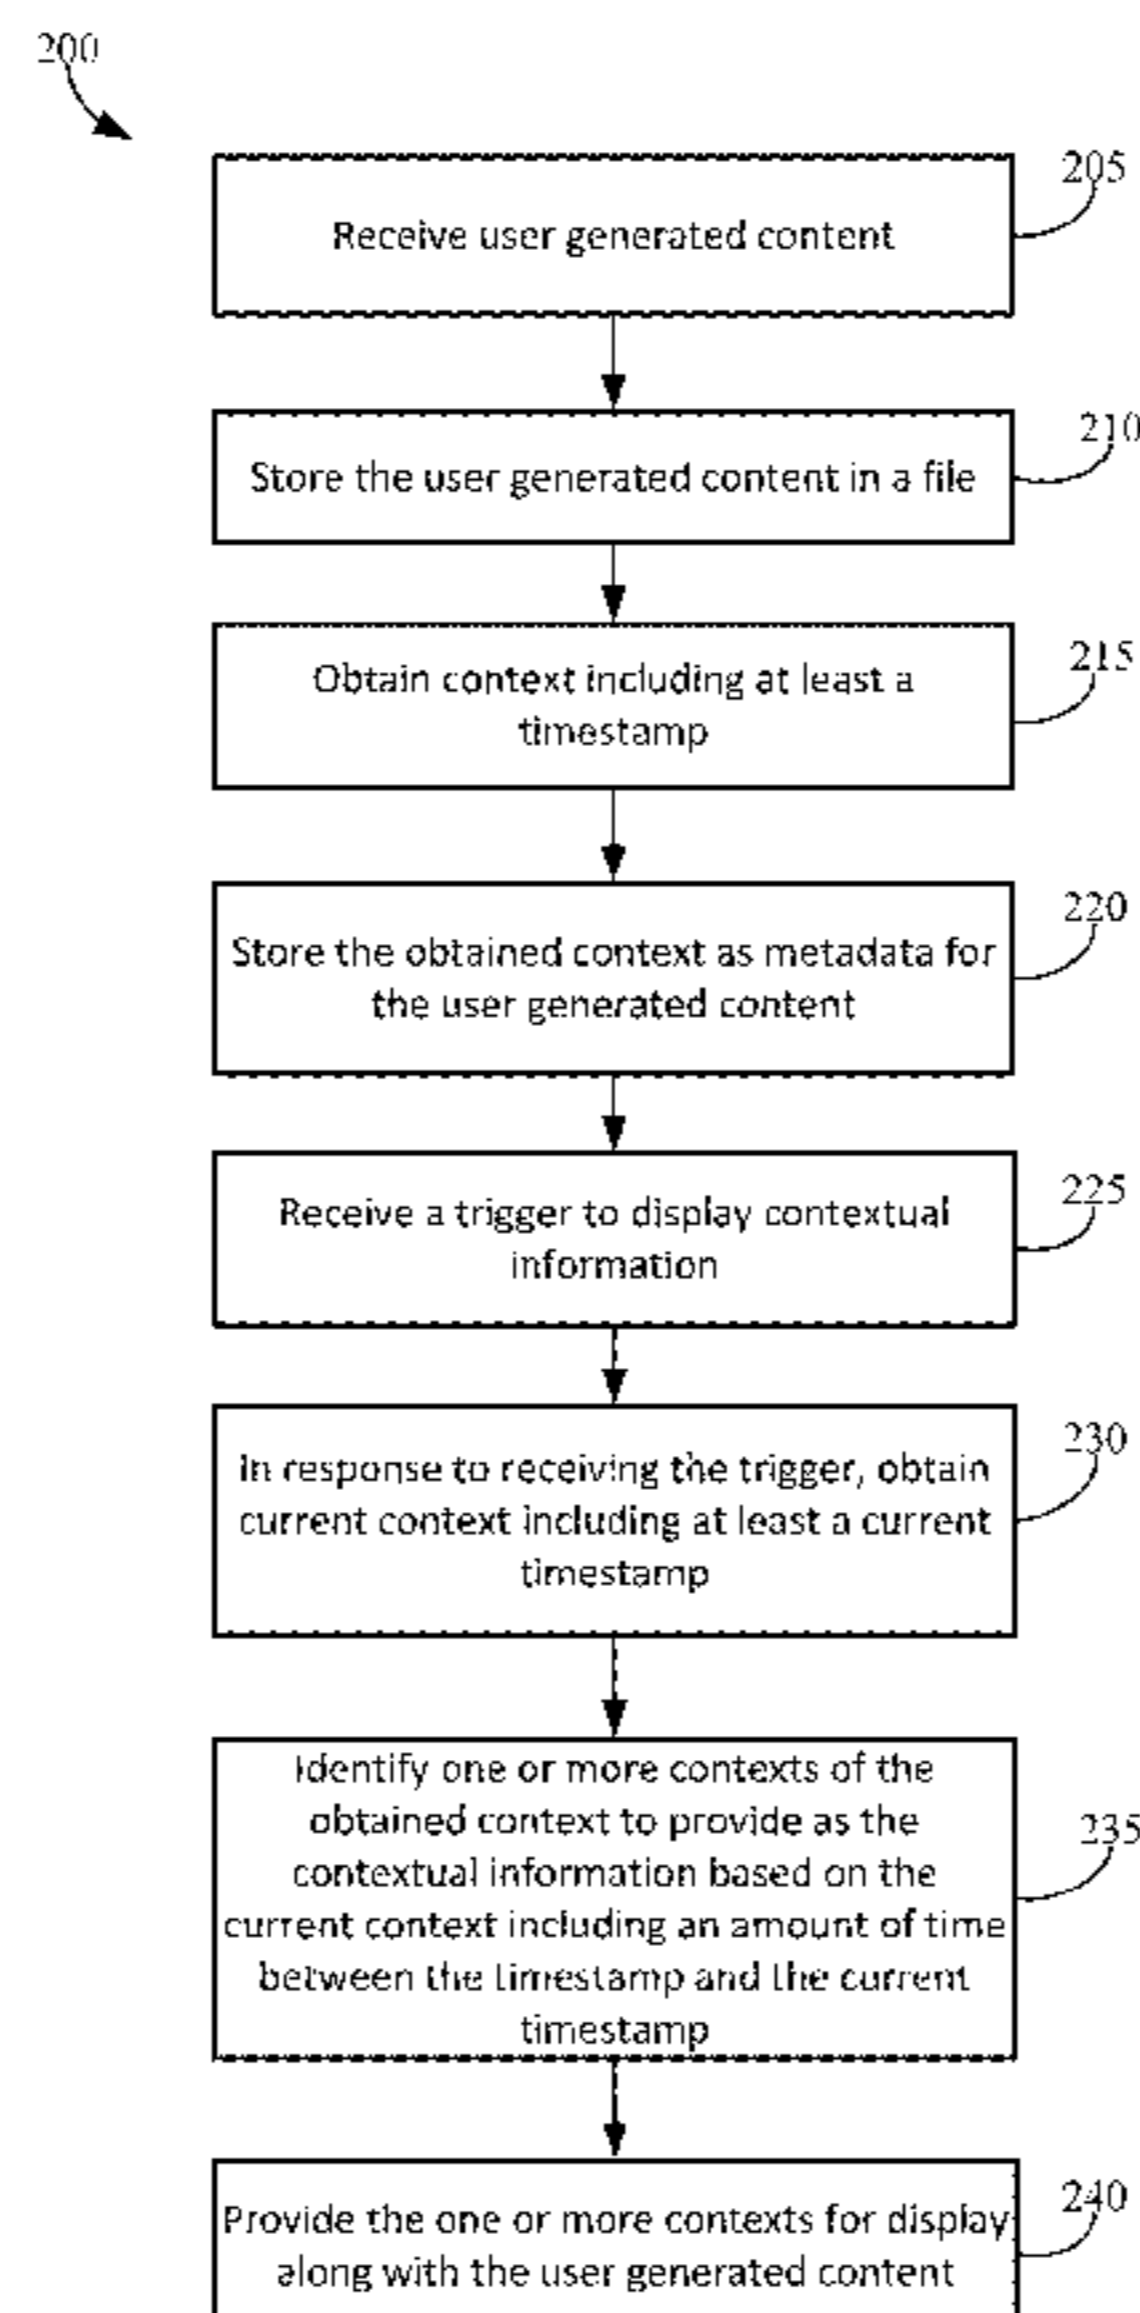 200
205
Receive user generated content
210
Store the user generated content in a file
215
Obtain context including at least a
timestamp
220
Store the obtained context as metadata for
the user generated content
225
Receive a trigger to display contextual
information
230
In response to receiving the trigger, obtain
current context including at least a current
timestamp
235
Identify one or more contexts of the
obtained context to provide as the
contextual information based on the
current context including an amount of time
between the timestamp and the current
timestamp
240
Provide the one or more contexts for display
along with the user generated content